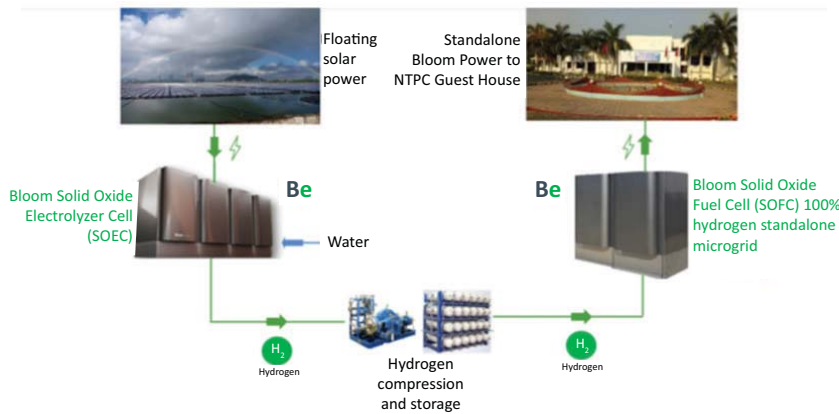 Floating
solar
power
Standalone
Bloom Power to
NTPC Guest House
Bloom Solid Oxide
Electrolyzer Cell
(SOEC)
Be
Water
Be
Bloom Solid Oxide
Fuel Cell (SOFC) 100%
hydrogen standalone
microgrid
H2
Hydrogen
Hydrogen
compression
and storage
H2
Hydrogen